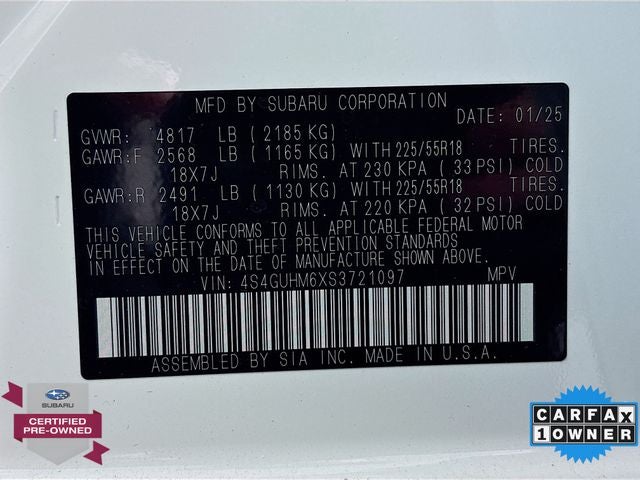 MFD BY SUBARU CORPORATION
DATE: 01/25
GVWR: 4817 LB (2185 KG)
GAWR:F 2568 LB (1165 KG) WITH 225/55R18 TIRES.
18X7J RIMS. AT 230 KPA (33 PSI) COLD
GAWR:R 2491 LB (1130 KG) WITH 225/55R18 TIRES.
18X7J RIMS. AT 220 KPA (32 PSI) COLD
THIS VEHICLE CONFORMS TO ALL APPLICABLE FEDERAL MOTOR
VEHICLE SAFETY AND THEFT PREVENTION STANDARDS
IN EFFECT ON THE DATE OF MANUFACTURE SHOWN ABOVE.
VIN: 4S4GUHM6XS3721097 MPV
ASSEMBLED BY SIA INC. MADE IN U.S.A.
SUBARU
CERTIFIED
PRE-OWNED
CARFAX
1 OWNER